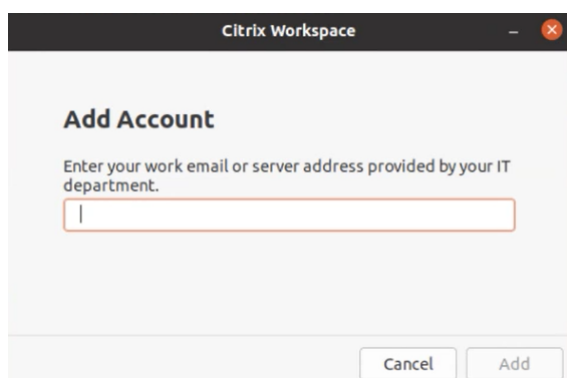 Citrix Workspace
Add Account
Enter your work email or server address provided by your IT
department.
Cancel Add